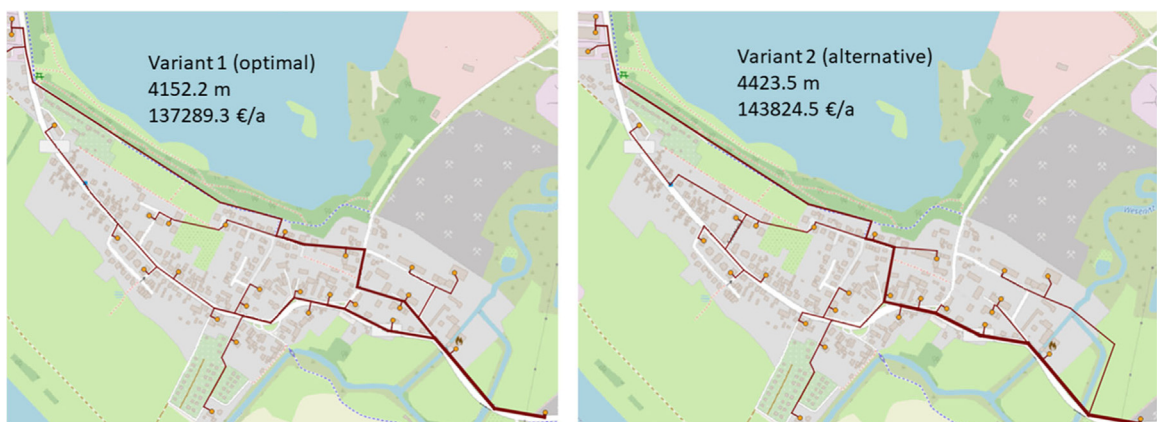 Variant 1 (optimal)
4152.2 m
137289.3 €/a
Variant 2 (alternative)
4423.5 m
143824.5 €/a